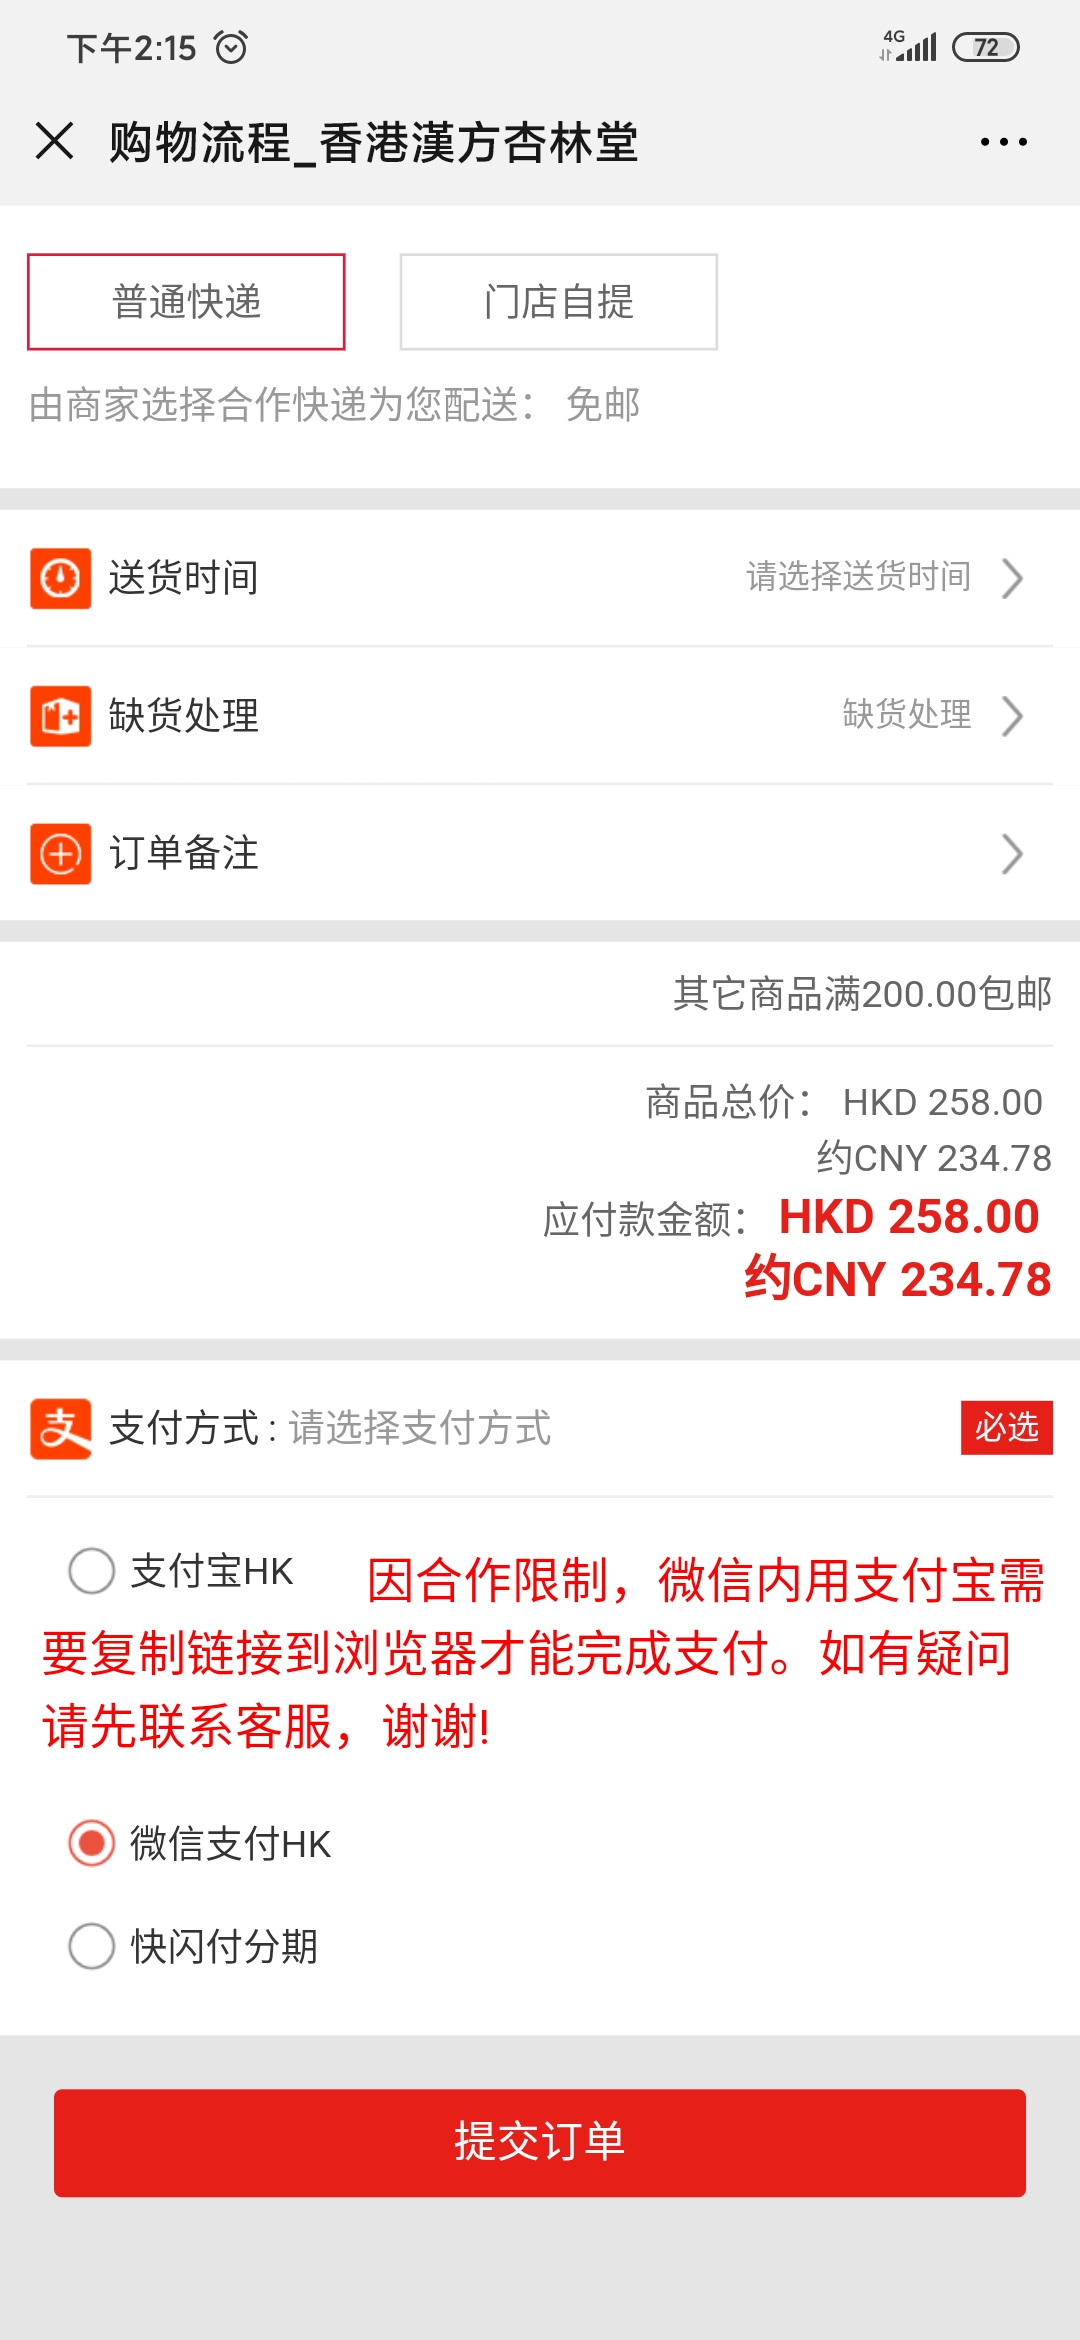 下午2:15
4G
72
购物流程_香港漢方杏林堂
普通快递
门店自提
由商家选择合作快递为您配送： 免邮
送货时间
请选择送货时间
缺货处理
缺货处理
订单备注
其它商品满200.00包邮
商品总价： HKD 258.00
约CNY 234.78
应付款金额： HKD 258.00
约CNY 234.78
支 支付方式 : 请选择支付方式
必选
支付宝HK 因合作限制，微信内用支付宝需
要复制链接到浏览器才能完成支付。如有疑问
请先联系客服，谢谢!
微信支付HK
快闪付分期
提交订单